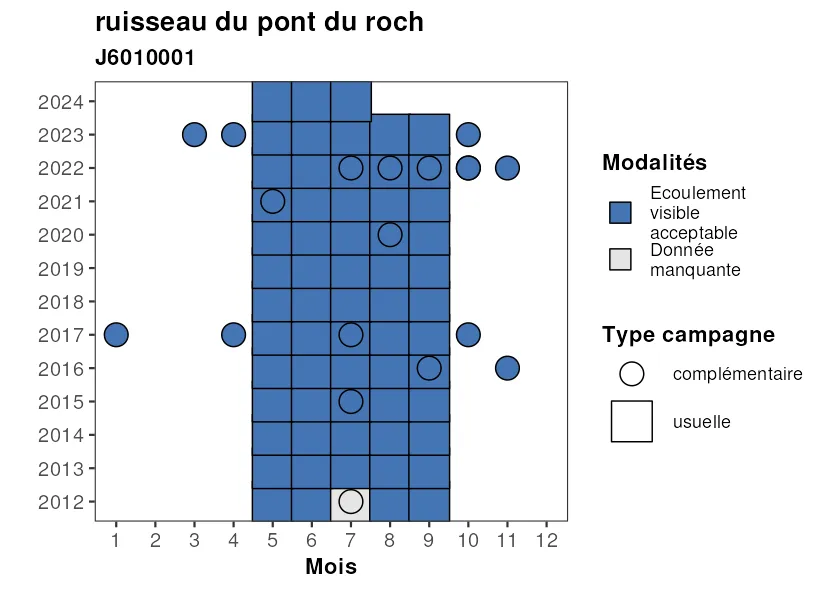 ruisseau du pont du roch
J6010001
2024
2023
2022
2021
2020
2019
2018
2017
2016
2015
2014
2013
2012
1 2 3 4 5 6 7 8 9 10 11 12
Mois
Modalités
Ecoulement
visible
acceptable
Donnée
manquante
Type campagne
complémentaire
usuelle